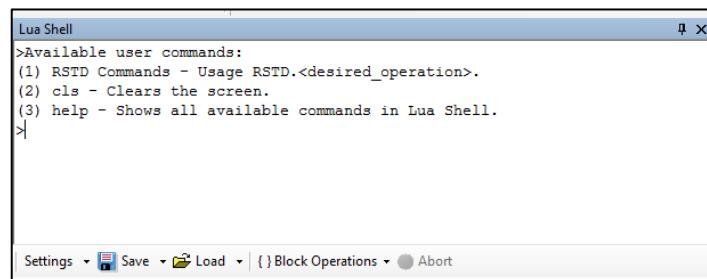 Lua Shell
>Available user commands:
(1) RSTD Commands - Usage RSTD.<desired_operation>.
(2) cls - Clears the screen.
(3) help - Shows all available commands in Lua Shell.
>
Settings Save Load { } Block Operations Abort